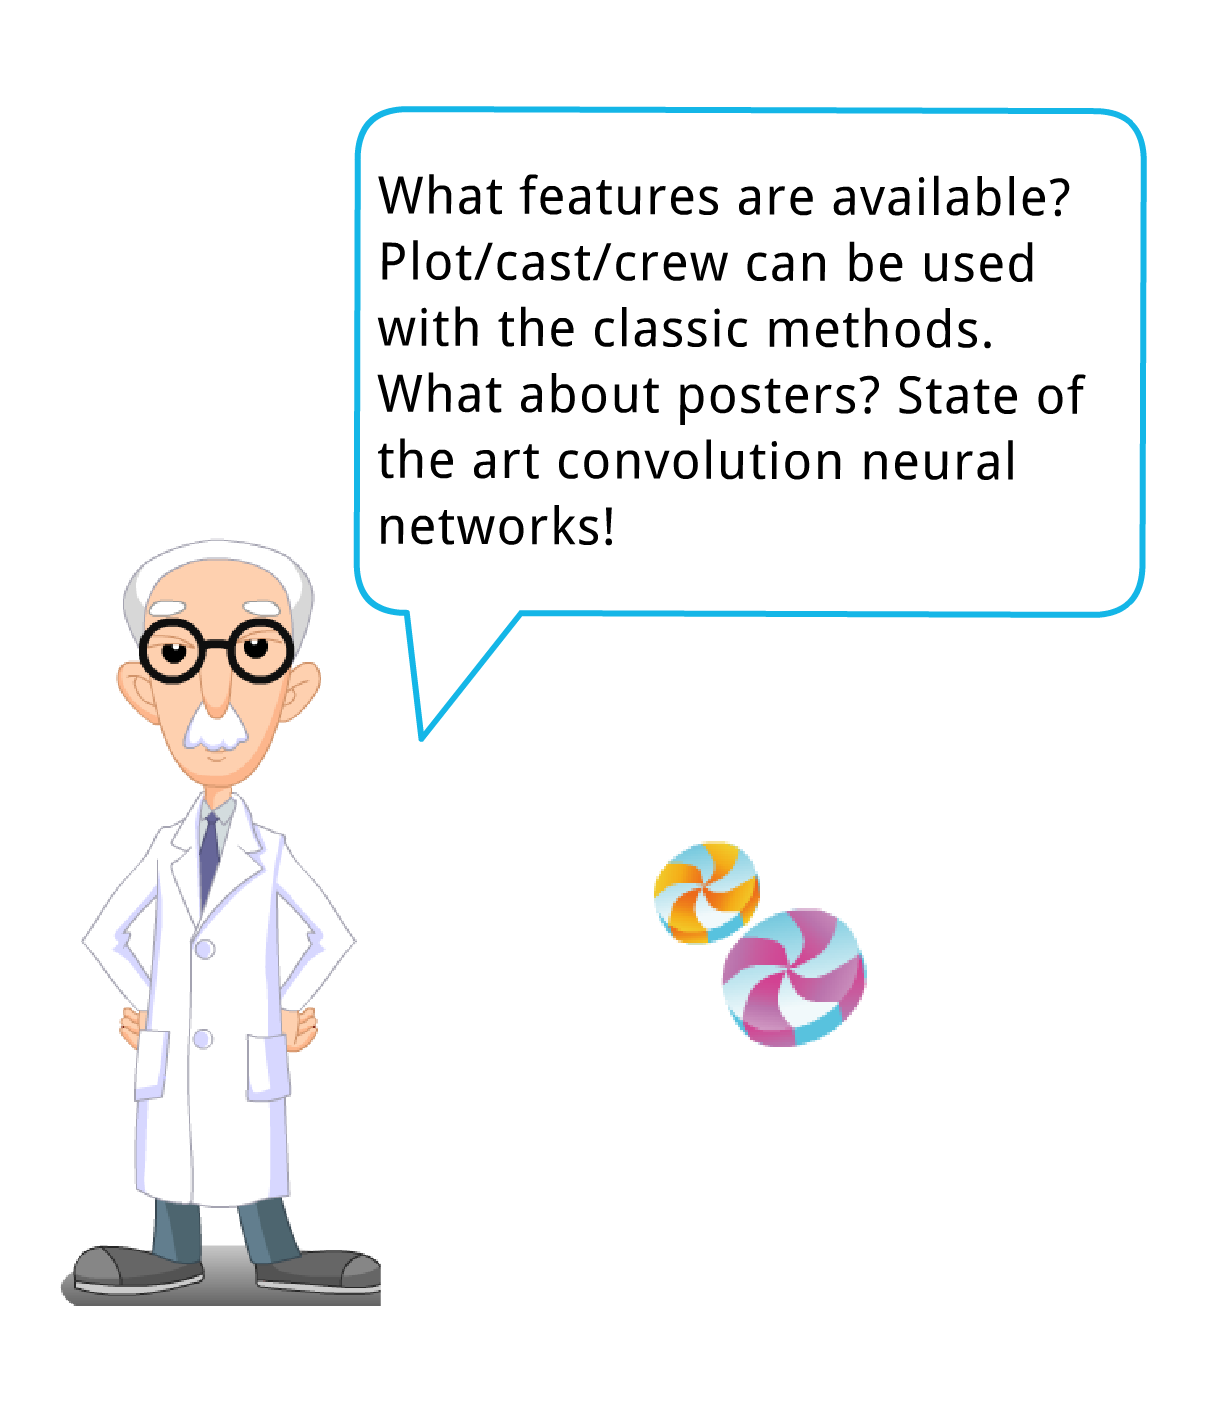 What features are available?
Plot/cast/crew can be used
with the classic methods.
What about posters? State of
the art convolution neural
networks!